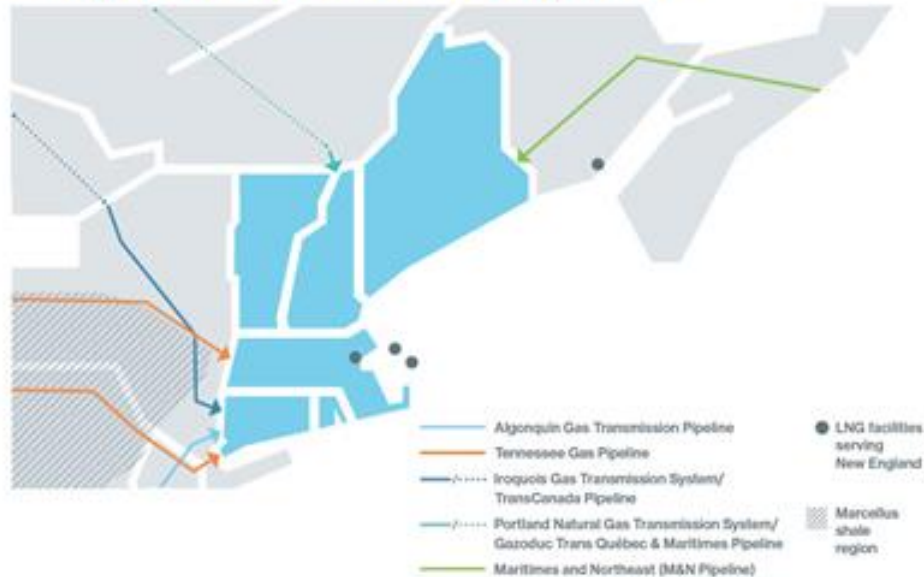 Algonquin Gas Transmission Pipeline
Tennessee Gas Pipeline
Iroquois Gas Transmission System/
TransCanada Pipeline
Portland Natural Gas Transmission System/
Gazoduc Trans Québec & Maritimes Pipeline
Maritimes and Northeast (M&N Pipeline)
LNG facilities
serving
New England
Marcellus
shale
region